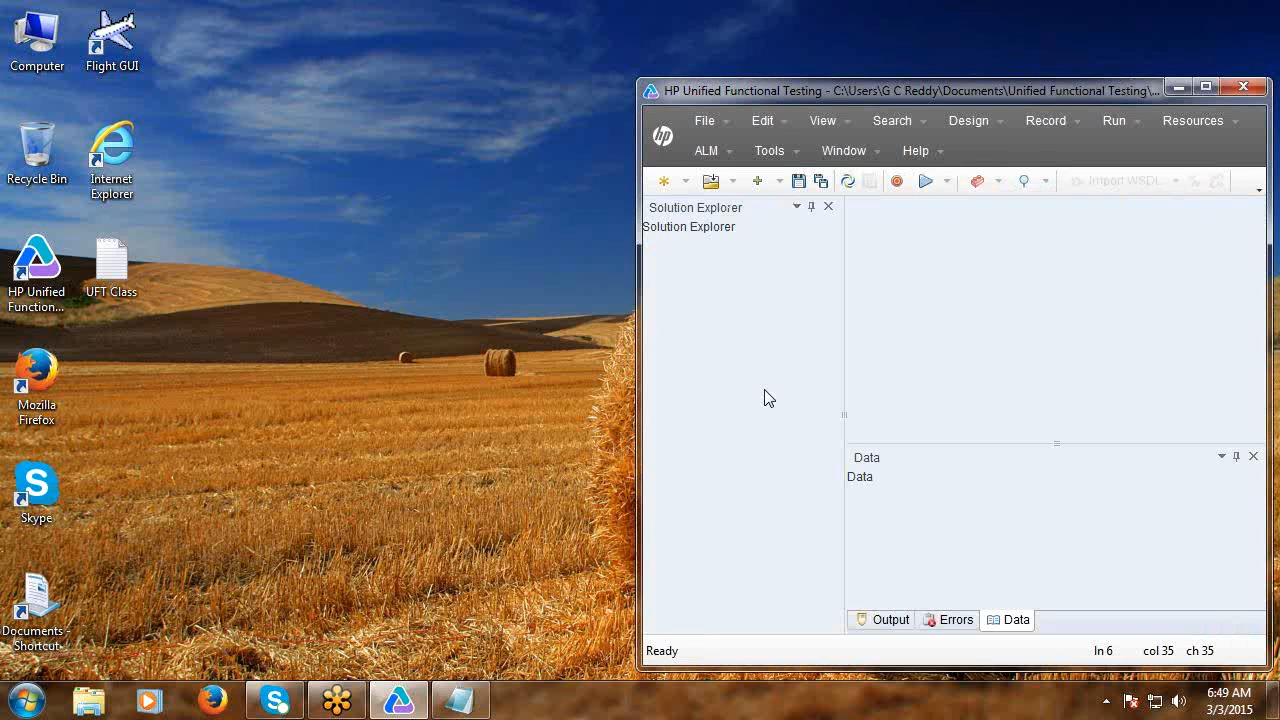 Computer
Flight GUI
Recycle Bin
Internet
Explorer
HP Unified
Function...
UFT Class
Mozilla
Firefox
Skype
Documents -
Shortcut
HP Unified Functional Testing - C:\Users\G C Reddy\Documents\Unified Functional Testing\...
hp
File Edit View Search Design Record Run Resources
ALM Tools Window Help
Import WSDL...
Solution Explorer
Solution Explorer
Data
Data
Output Errors Data
Ready ln 6 col 35 ch 35
6:49 AM
3/3/2015